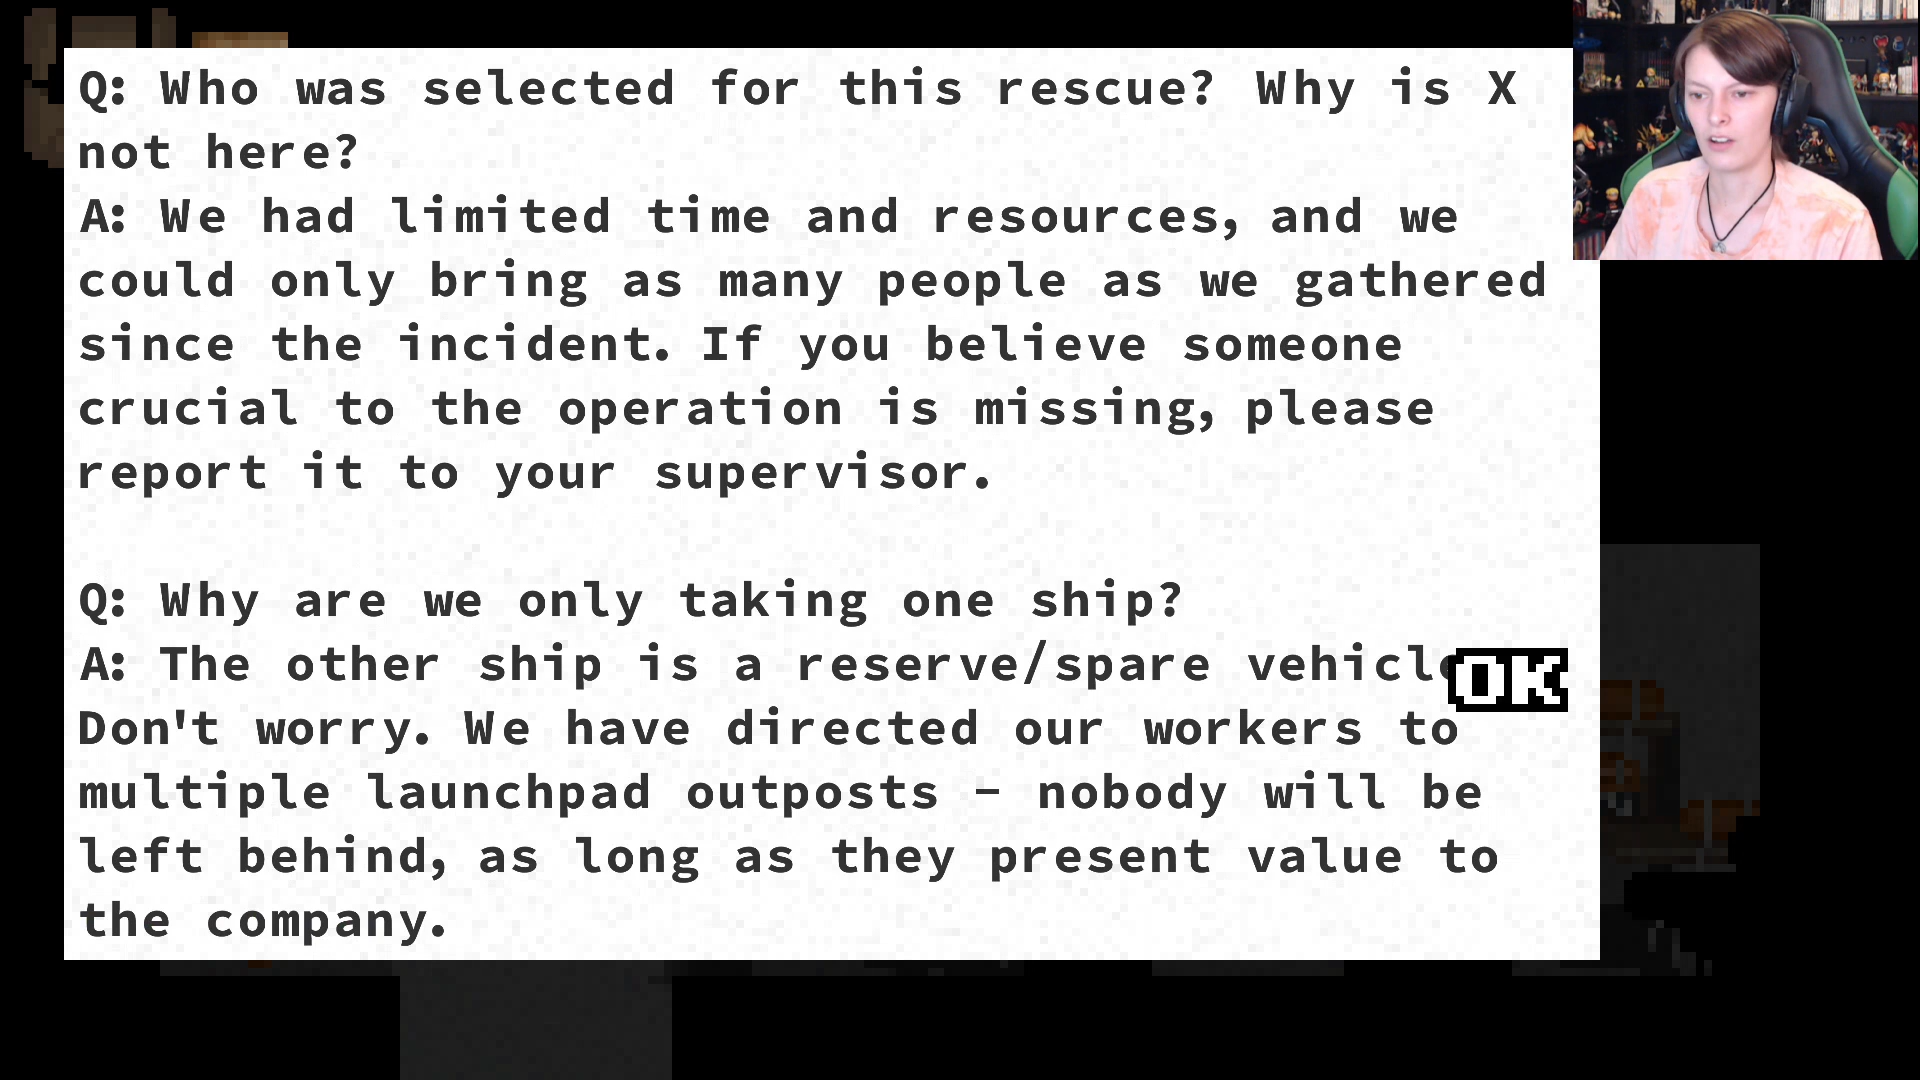 Q: Who was selected for this rescue? Why is X
not here?
A: We had limited time and resources, and we
could only bring as many people as we gathered
since the incident. If you believe someone
crucial to the operation is missing, please
report it to your supervisor.
Q: Why are we only taking one ship?
A: The other ship is a reserve/spare vehicle
OK
Don't worry. We have directed our workers to
multiple launchpad outposts – nobody will be
left behind, as long as they present value to
the company.